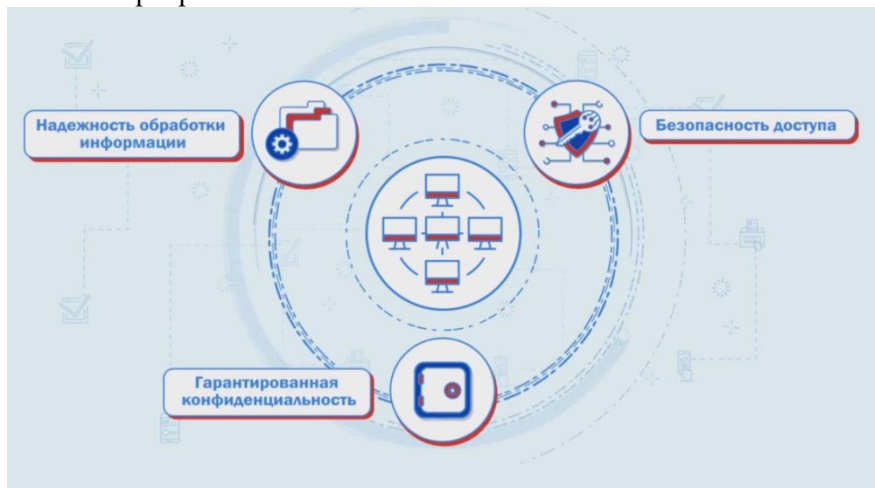 Надежность обработки
информации
Безопасность доступа
Гарантированная
конфиденциальность